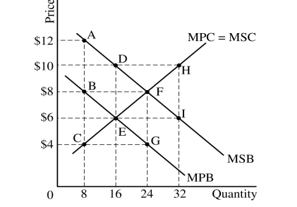 Price
$12
$10
$8
$6
$4
A
D
MPC = MSC
H
B
F
I
C
E
G
MSB
MPB
0 8 16 24 32 Quantity